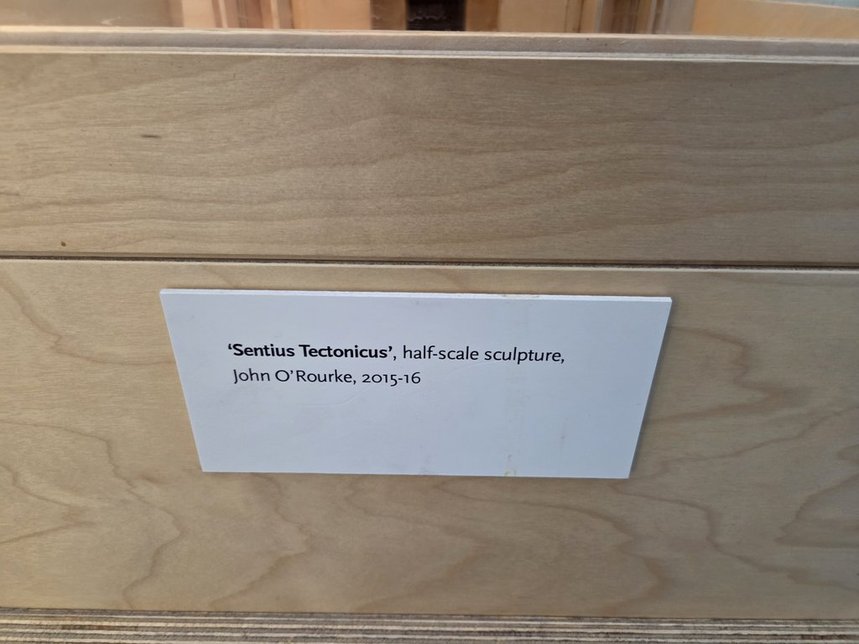 ‘Sentius Tectonicus’, half-scale sculpture,
John O’Rourke, 2015-16